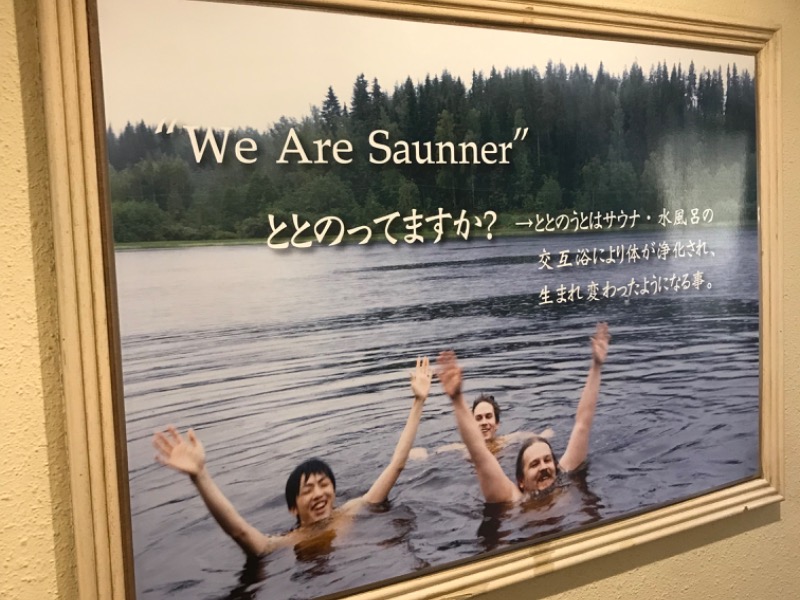 “We Are Saunner”
ととのってますか?
→ととのうとはサウナ・水風呂の
交互浴により体が浄化され、
生まれ変わったようになる事。